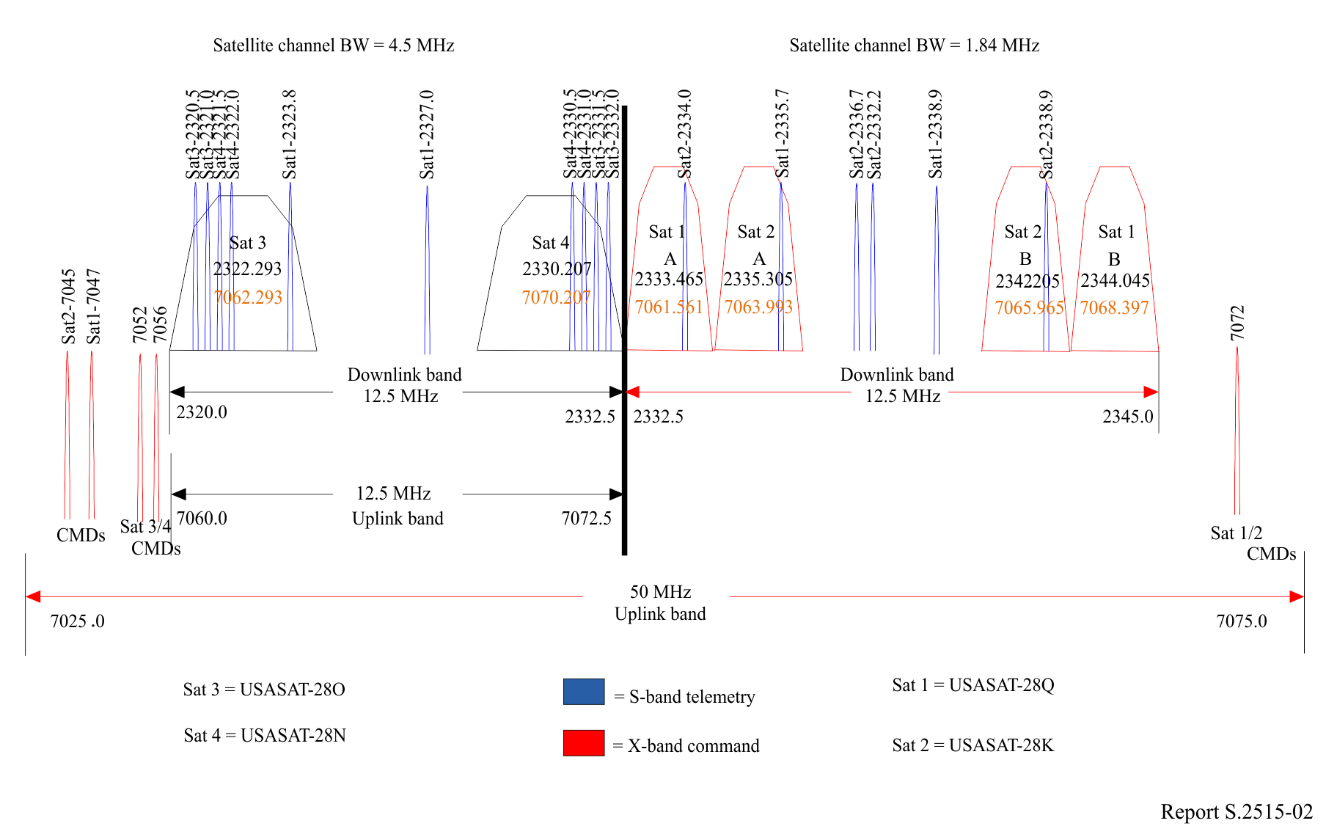 Satellite channel BW = 4.5 MHz
Satellite channel BW = 1.84 MHz
Sat3-2320.5
Sat3-2321.0
Sat4-2321.5
Sat4-2322.0
Sat1-2323.8
Sat1-2327.0
Sat4-2330.5
Sat4-2331.0
Sat3-2331.5
Sat3-2332.0
Sat2-2334.0
Sat1-2335.7
Sat2-2336.7
Sat2-2332.2
Sat1-2338.9
Sat2-2338.9
Sat 3
2322.293
7062.293
Sat 4
2330.207
7070.207
Sat 1
A
2333.465
7061.561
Sat 2
A
2335.305
7063.993
Sat 2
B
2342205
7065.965
Sat 1
B
2344.045
7068.397
Sat2-7045
Sat1-7047
7052
7056
7072
Downlink band
12.5 MHz
2320.0
2332.5
Downlink band
12.5 MHz
2332.5
2345.0
12.5 MHz
Uplink band
7060.0
7072.5
CMDs
Sat 3/4
CMDs
Sat 1/2
CMDs
50 MHz
Uplink band
7025 .0
7075.0
Sat 3 = USASAT-28O
Sat 4 = USASAT-28N
= S-band telemetry
= X-band command
Sat 1 = USASAT-28Q
Sat 2 = USASAT-28K
Report S.2515-02